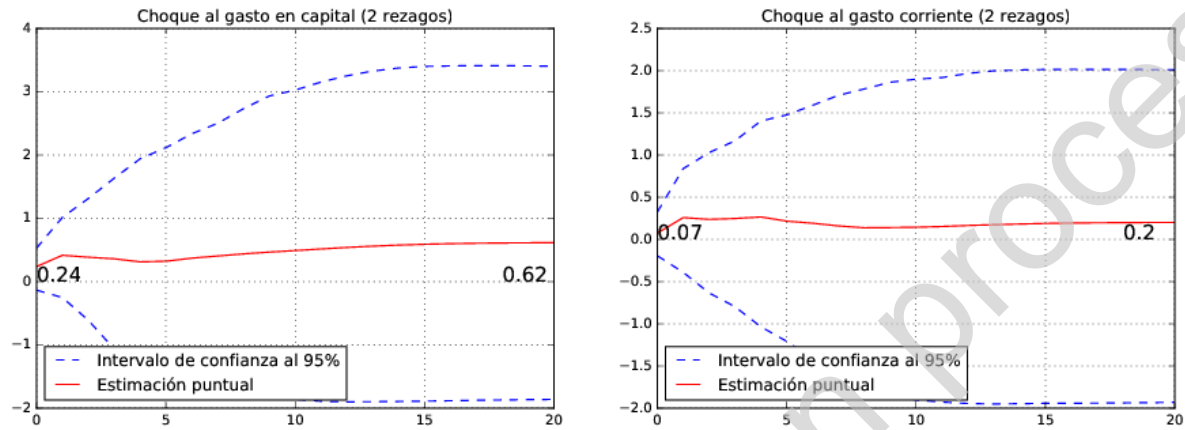 Choque al gasto en capital (2 rezagos)
4
3
2
1
0
−1
−2
0.24
0.62
Intervalo de confianza al 95%
Estimación puntual
0 5 10 15 20
Choque al gasto corriente (2 rezagos)
2.5
2.0
1.5
1.0
0.5
0.0
−0.5
−1.0
−1.5
−2.0
0.07
0.2
Intervalo de confianza al 95%
Estimación puntual
0 5 10 15 20
n proces